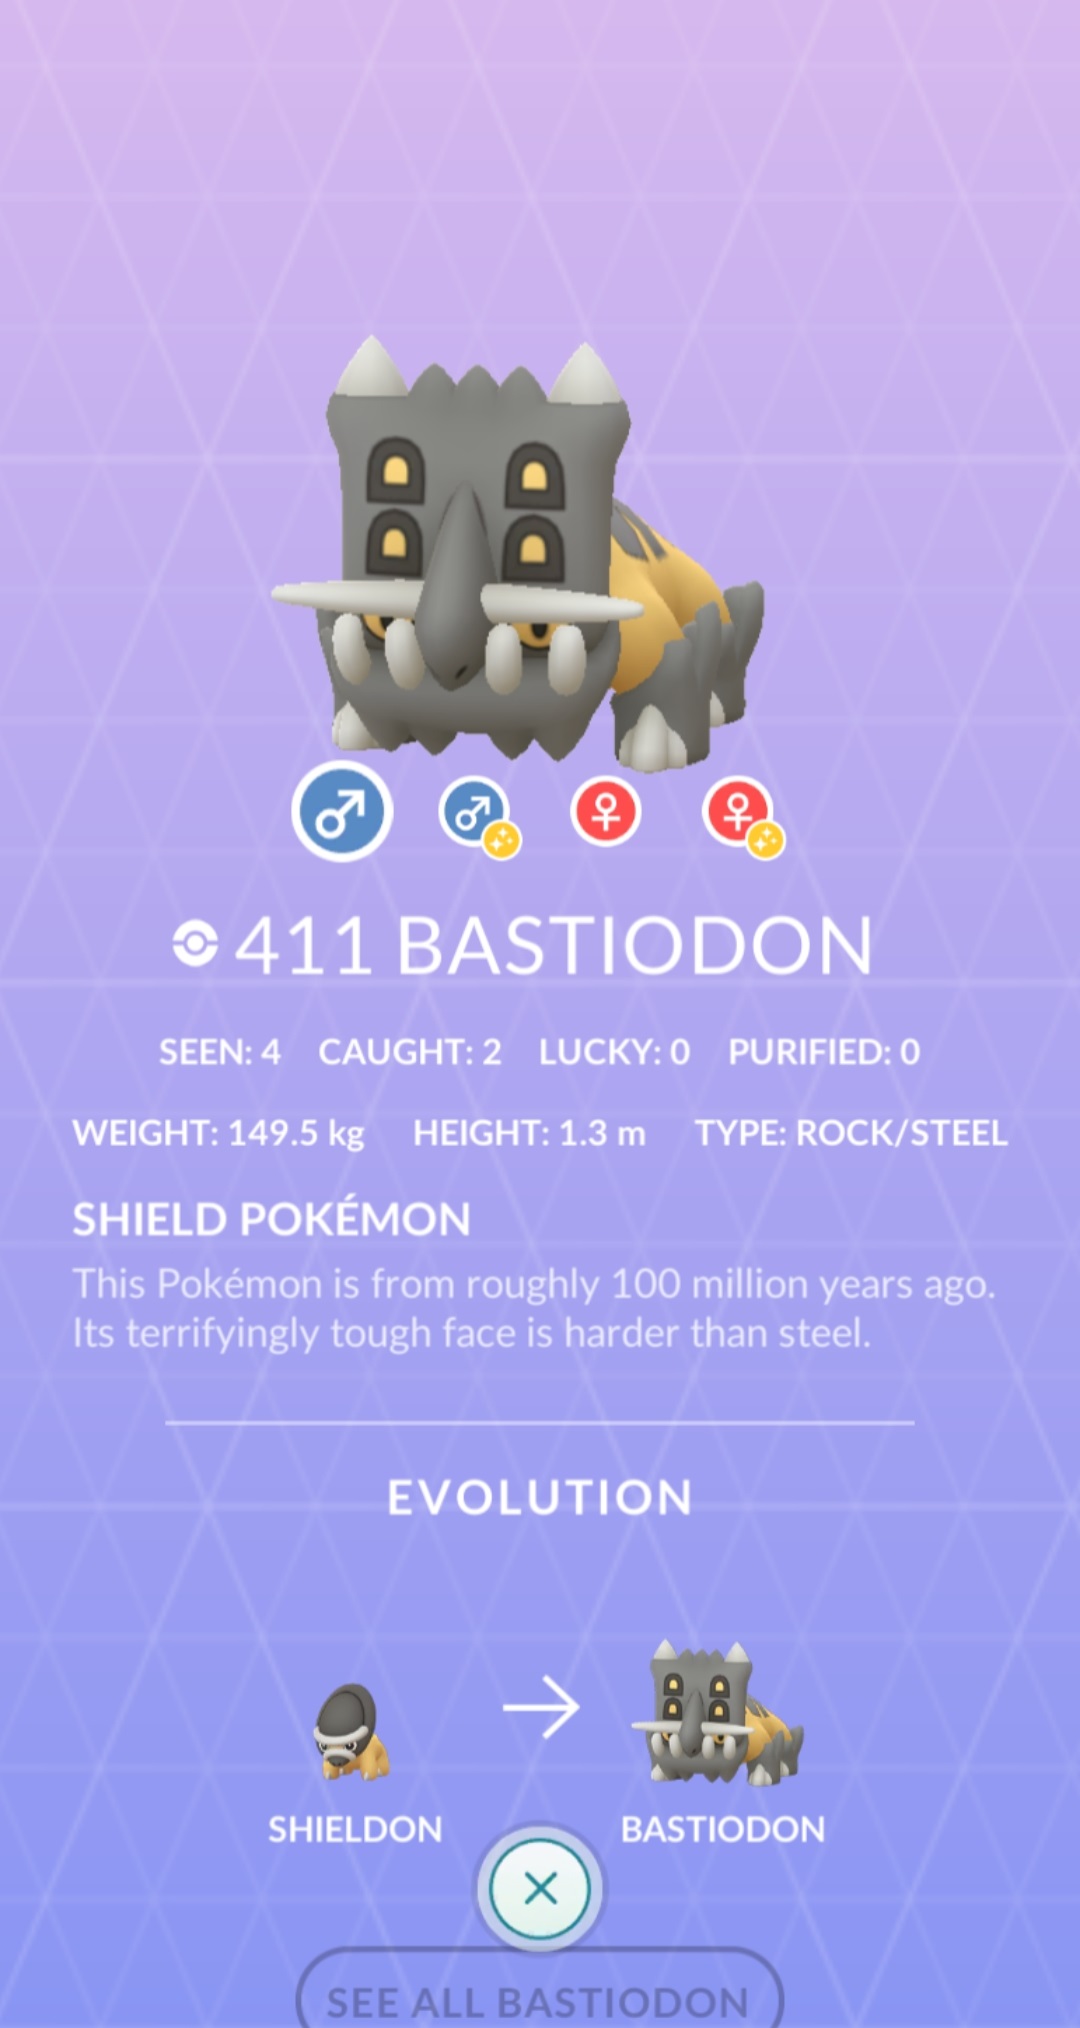 411 BASTIODON
SEEN: 4 CAUGHT: 2 LUCKY: 0 PURIFIED: 0
WEIGHT: 149.5 kg HEIGHT: 1.3 m TYPE: ROCK/STEEL
SHIELD POKÉMON
This Pokémon is from roughly 100 million years ago.
Its terrifyingly tough face is harder than steel.
EVOLUTION
SHIELDON BASTIODON
SEE ALL BASTIODON